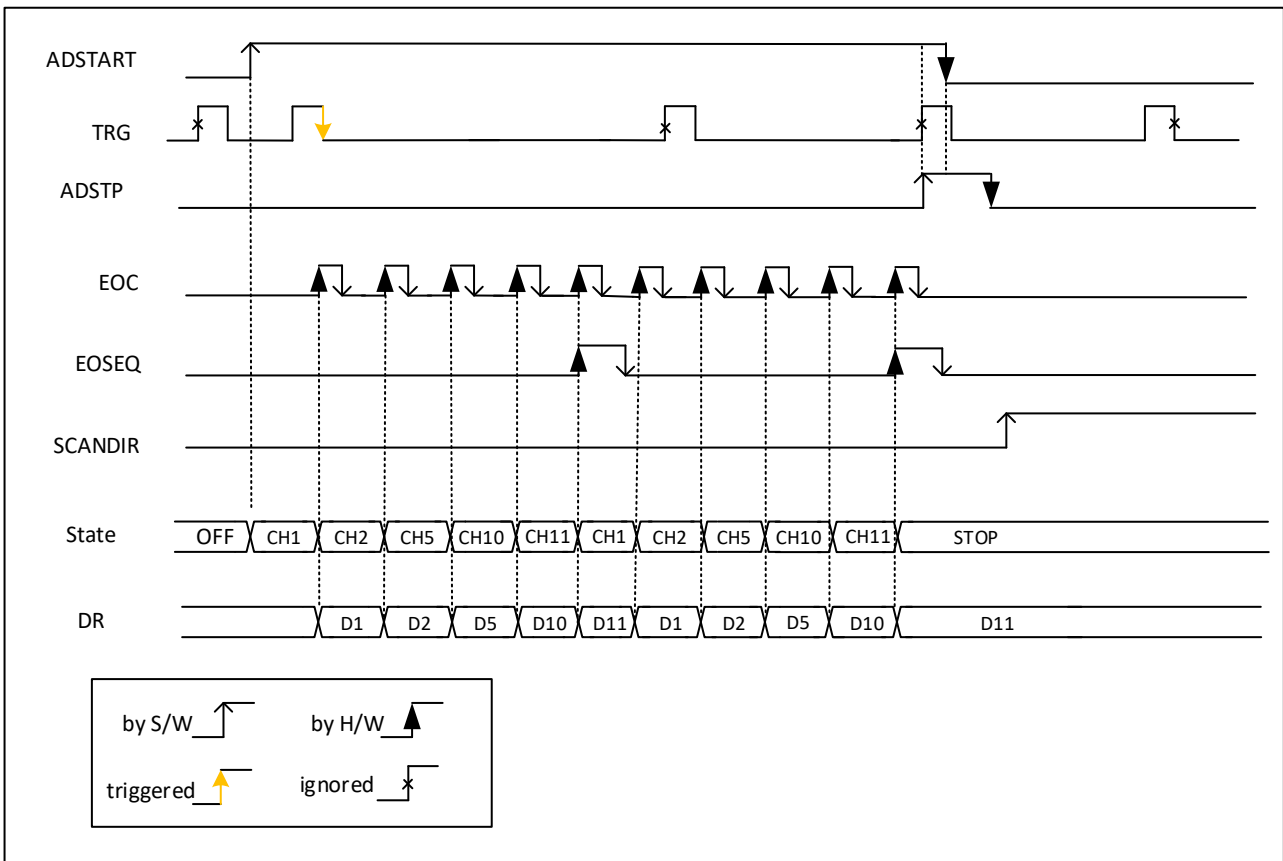 ADSTART
TRG
ADSTP
EOC
EOSEQ
SCANDIR
State OFF CH1 CH2 CH5 CH10 CH11 CH1 CH2 CH5 CH10 CH11 STOP
DR D1 D2 D5 D10 D11 D1 D2 D5 D10 D11
by S/W by H/W
triggered ignored